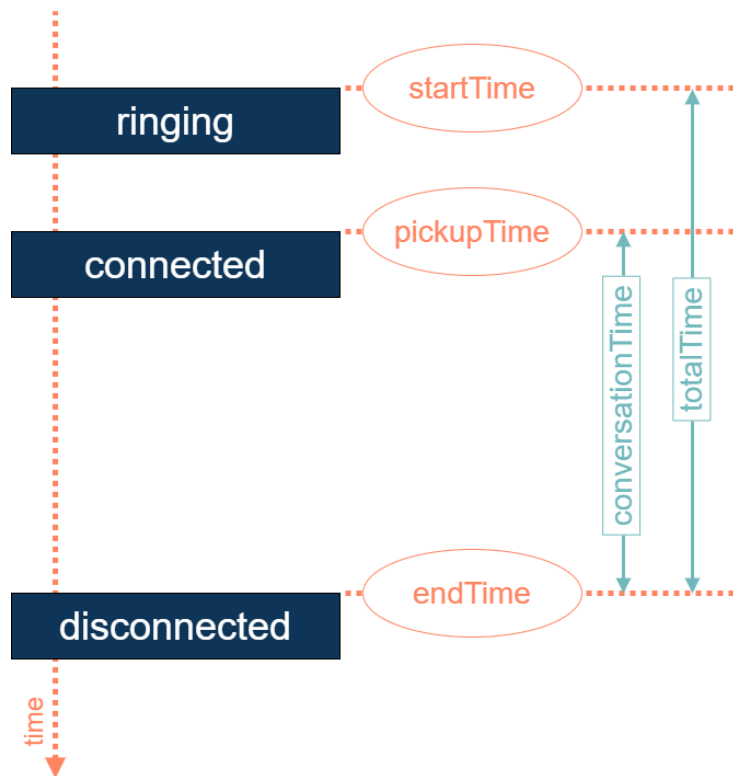 startTime
ringing
pickupTime
connected
conversationTime
totalTime
endTime
disconnected
time